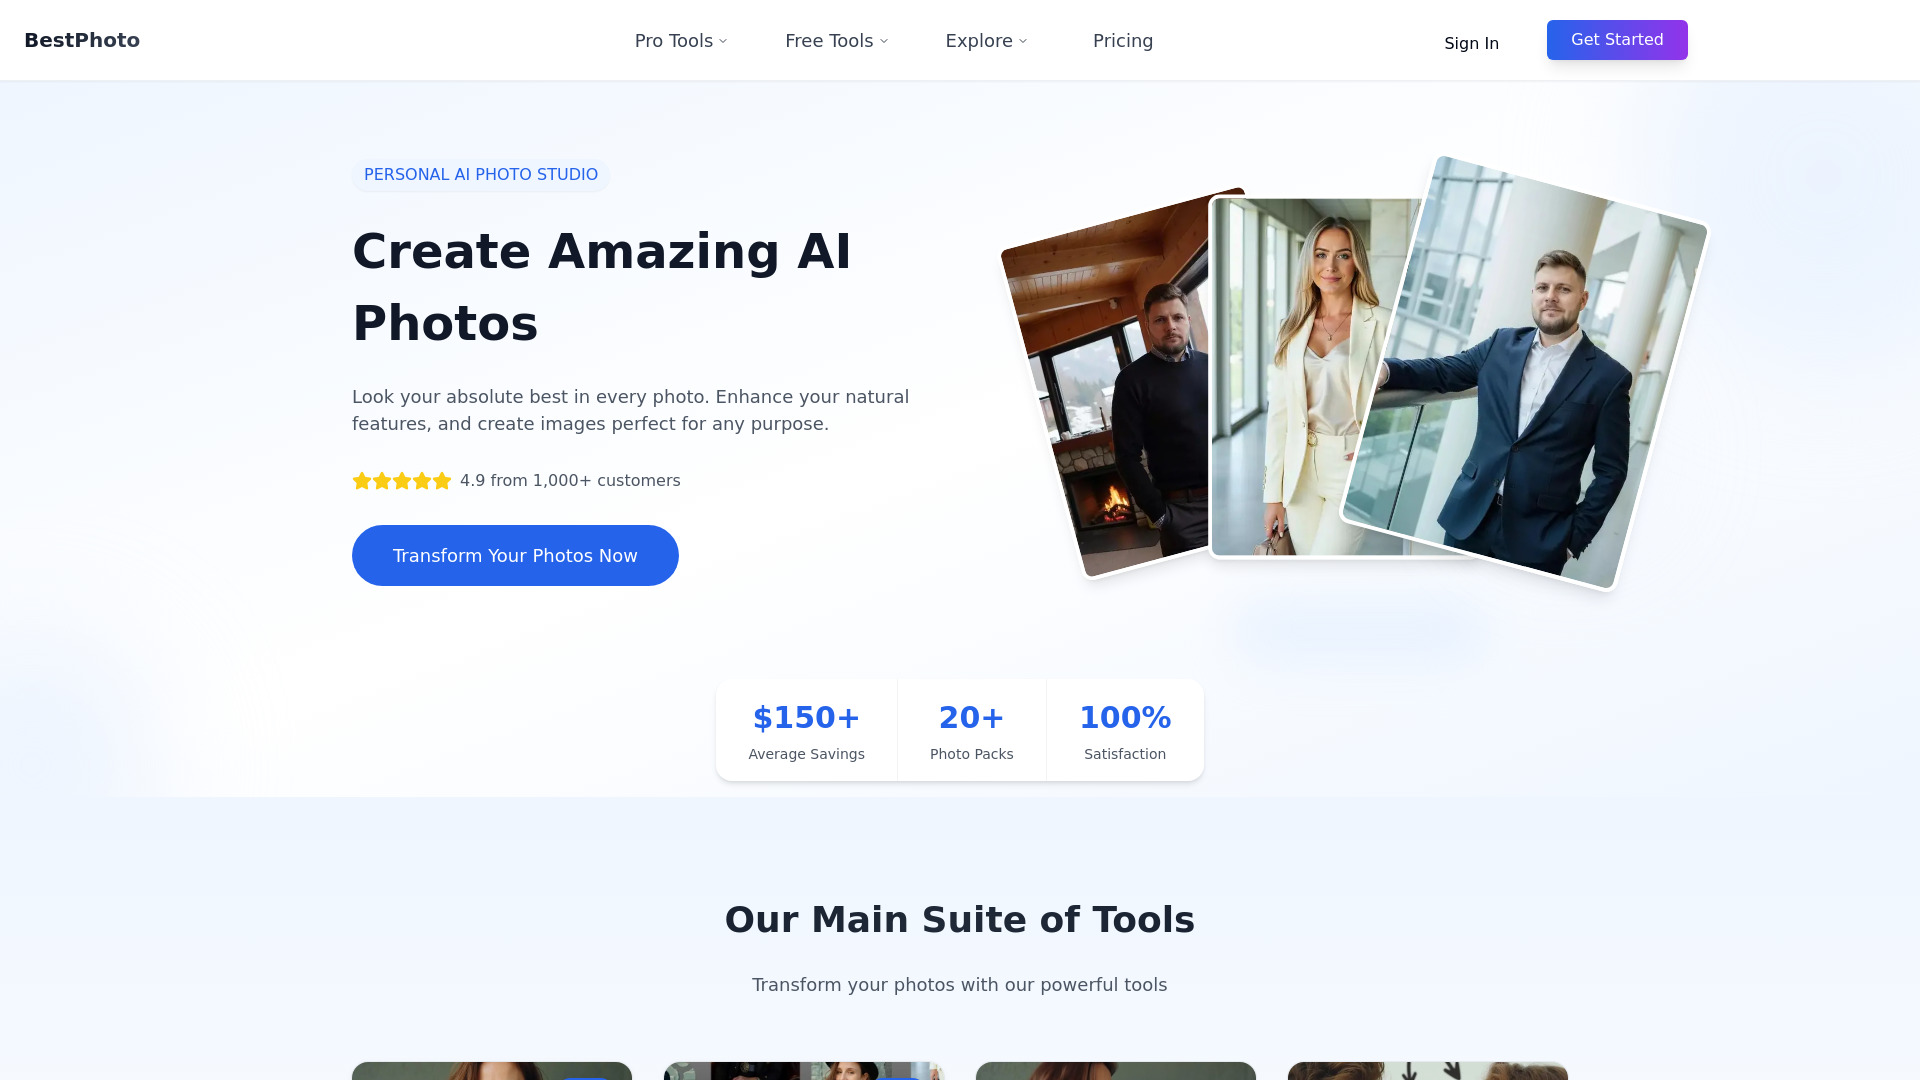 BestPhoto
Pro Tools
Free Tools
Explore
Pricing
Sign In
Get Started
PERSONAL AI PHOTO STUDIO
Create Amazing AI
Photos
Look your absolute best in every photo. Enhance your natural
features, and create images perfect for any purpose.
4.9 from 1,000+ customers
Transform Your Photos Now
$150+
Average Savings
20+
Photo Packs
100%
Satisfaction
Our Main Suite of Tools
Transform your photos with our powerful tools